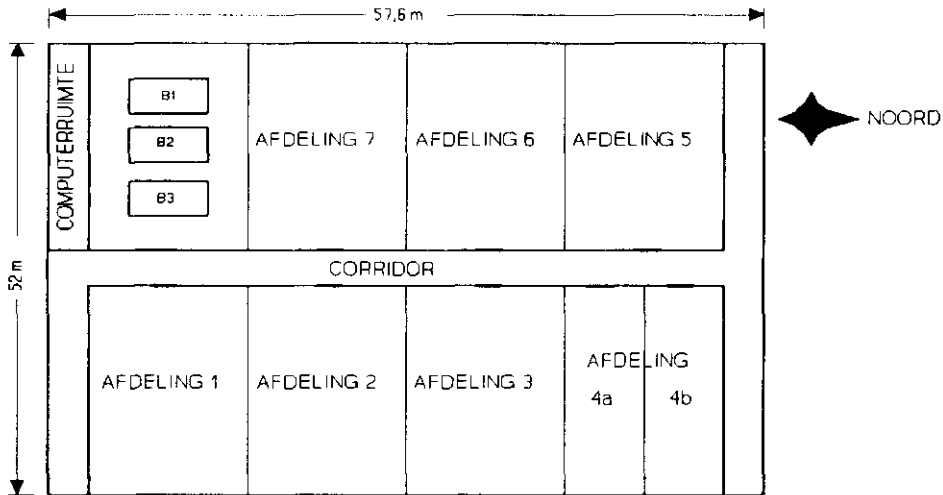 57,6 m
COMPUTERRUIMTE
B1
B2
B3
AFDELING 7
AFDELING 6
AFDELING 5
NOORD
52 m
CORRIDOR
AFDELING 1
AFDELING 2
AFDELING 3
AFDELING
4a
4b